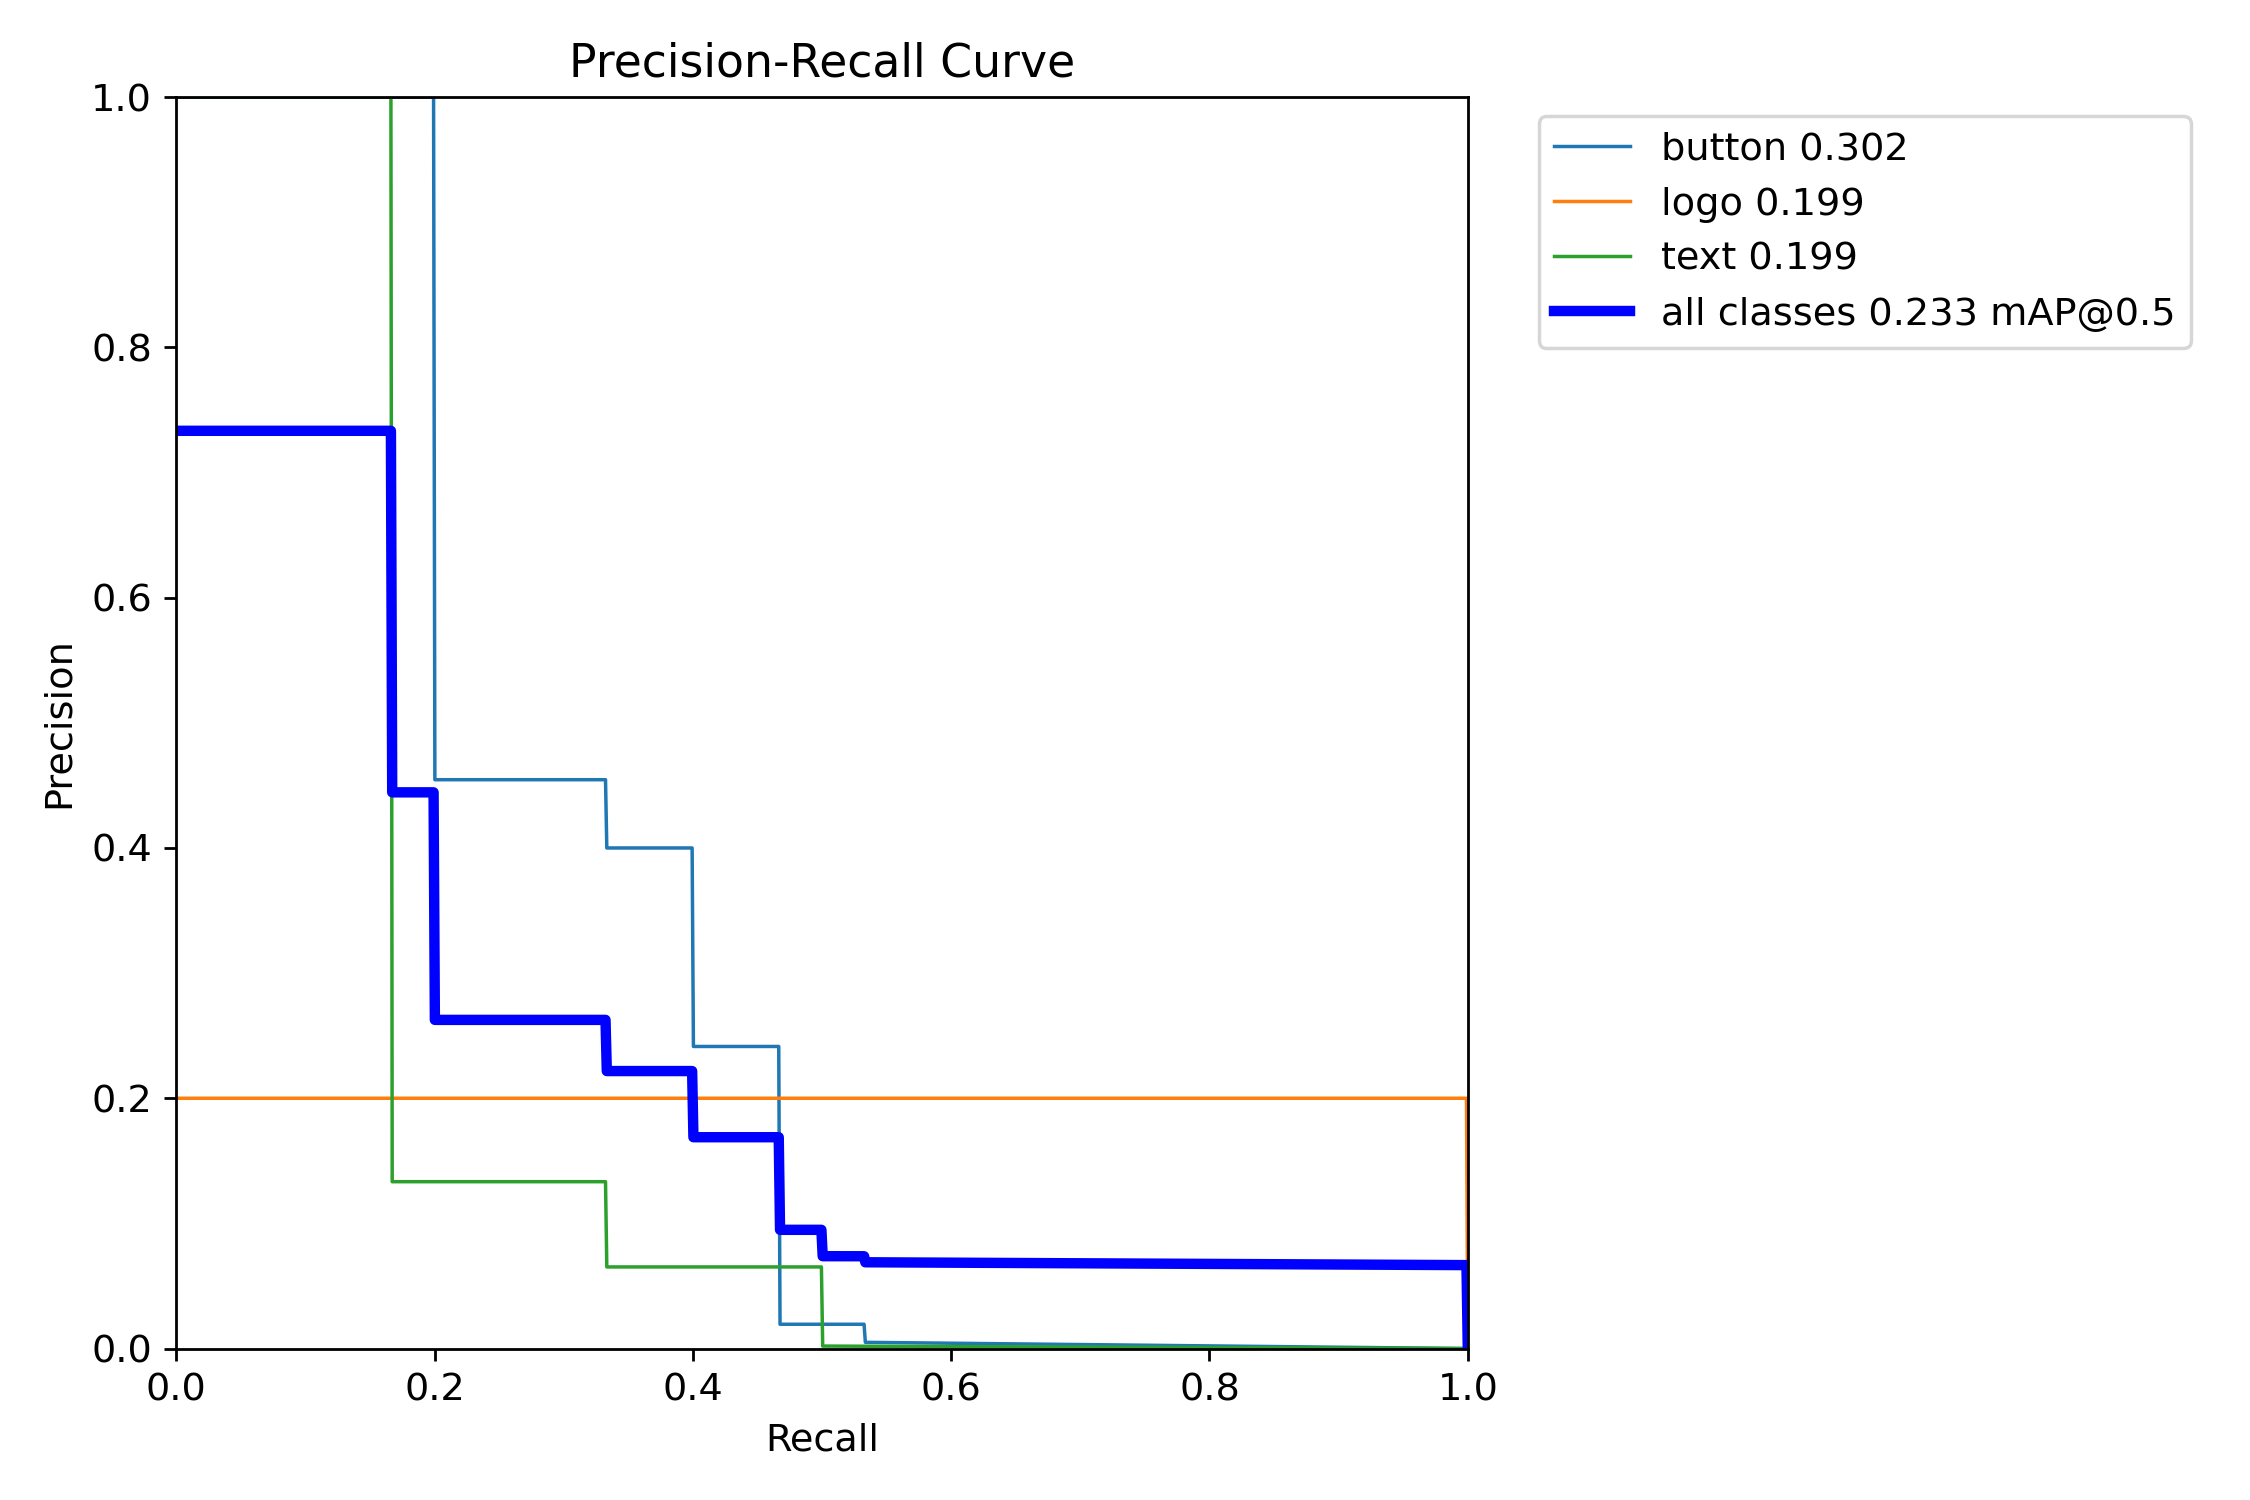 Precision-Recall Curve
1.0
0.8
0.6
0.4
0.2
0.0
Precision
0.0 0.2 0.4 0.6 0.8 1.0
Recall
button 0.302
logo 0.199
text 0.199
all classes 0.233 mAP@0.5